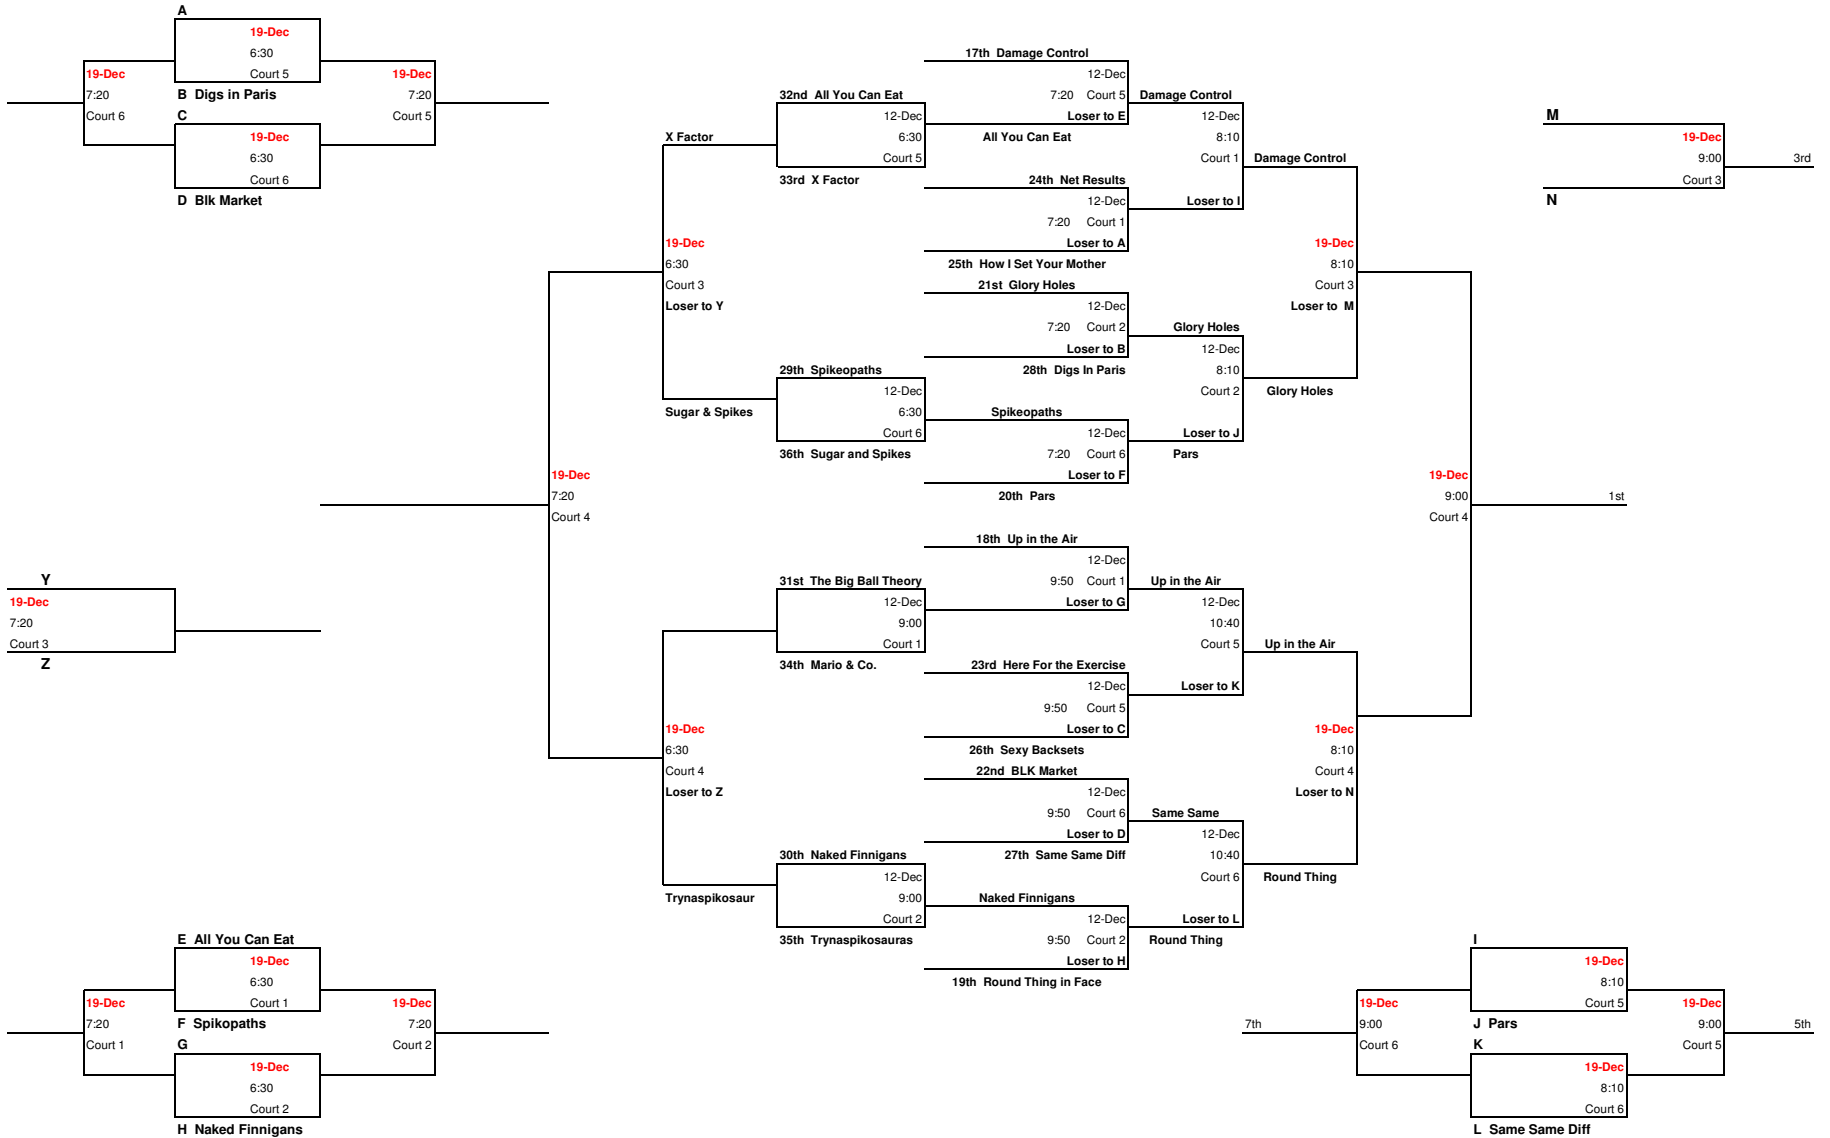 A
19-Dec
6:30
Court 5
B Digs in Paris
19-Dec
7:20
Court 6
19-Dec
7:20
Court 5
C
19-Dec
6:30
Court 6
D Blk Market
17th Damage Control
12-Dec
7:20 Court 5
Loser to E
All You Can Eat
32nd All You Can Eat
12-Dec
6:30
Court 5
33rd X Factor
X Factor
Damage Control
12-Dec
8:10
Court 1
Loser to I
Damage Control
24th Net Results
12-Dec
7:20 Court 1
Loser to A
25th How I Set Your Mother
M
19-Dec
9:00
Court 3
3rd
N
19-Dec
6:30
Court 3
Loser to Y
19-Dec
8:10
Court 3
Loser to M
21st Glory Holes
12-Dec
7:20 Court 2
Loser to B
28th Digs In Paris
Glory Holes
12-Dec
8:10
Court 2
Loser to J
Pars
Glory Holes
29th Spikeopaths
12-Dec
6:30
Court 6
36th Sugar and Spikes
Sugar & Spikes
Spikeopaths
12-Dec
7:20 Court 6
Loser to F
20th Pars
19-Dec
7:20
Court 4
19-Dec
9:00
Court 4
1st
18th Up in the Air
12-Dec
9:50 Court 1
Loser to G
Y
19-Dec
7:20
Court 3
Z
31st The Big Ball Theory
12-Dec
9:00
Court 1
34th Mario & Co.
Up in the Air
12-Dec
10:40
Court 5
Loser to K
Up in the Air
23rd Here For the Exercise
12-Dec
9:50 Court 5
Loser to C
26th Sexy Backsets
19-Dec
6:30
Court 4
Loser to Z
19-Dec
8:10
Court 4
Loser to N
22nd BLK Market
12-Dec
9:50 Court 6
Loser to D
27th Same Same Diff
Same Same
12-Dec
10:40
Court 6
Loser to L
Round Thing
Round Thing
30th Naked Finnigans
12-Dec
9:00
Court 2
35th Trynaspikosauras
Trynaspikosaur
Naked Finnigans
12-Dec
9:50 Court 2
Loser to H
19th Round Thing in Face
E All You Can Eat
19-Dec
6:30
Court 1
F Spikopaths
19-Dec
7:20
Court 1
19-Dec
7:20
Court 2
G
19-Dec
6:30
Court 2
H Naked Finnigans
I
19-Dec
8:10
Court 5
J Pars
7th
19-Dec
9:00
Court 6
19-Dec
9:00
Court 5
5th
K
19-Dec
8:10
Court 6
L Same Same Diff